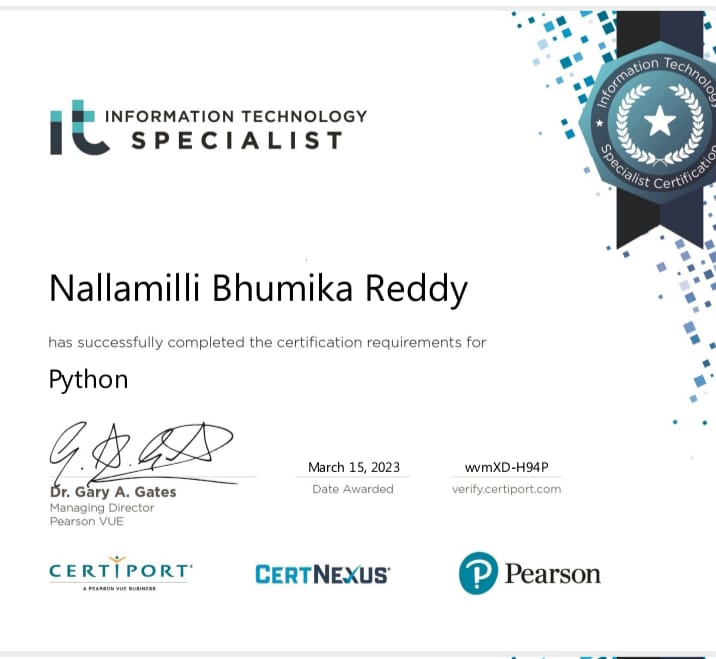 it INFORMATION TECHNOLOGY
SPECIALIST
Information Technology
Specialist Certification
Nallamilli Bhumika Reddy
has successfully completed the certification requirements for
Python
G. A. Gates
Dr. Gary A. Gates
Managing Director
Pearson VUE
March 15, 2023
Date Awarded
wvmXD-H94P
verify.certiport.com
CERTIPORT
A PEARSON VUE BUSINESS
CERTNEXUS
P Pearson